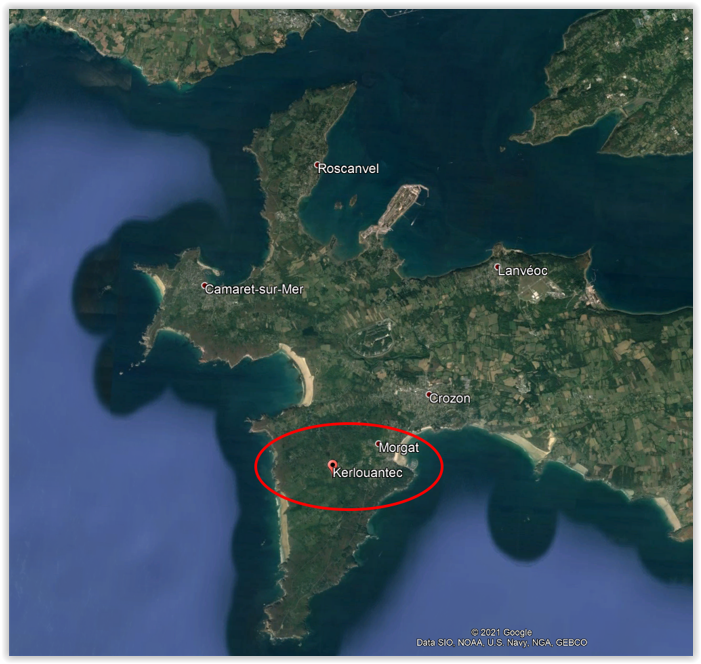 Roscanvel
Lanvéoc
Camaret-sur-Mer
Crozon
Morgat
Kerlouantec
© 2021 Google
Data SIO, NOAA, U.S. Navy, NGA, GEBCO